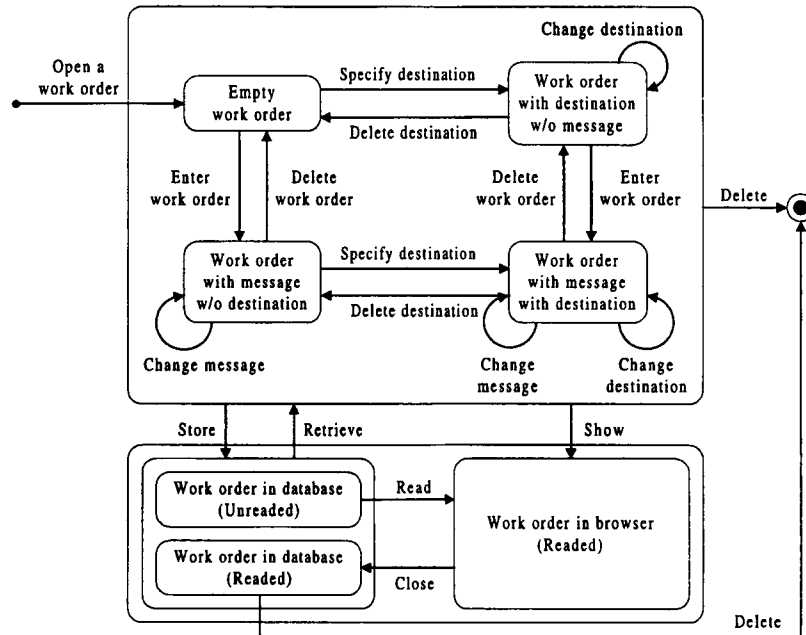 Change destination
Open a
work order
Empty
work order
Specify destination
Delete destination
Work order
with destination
w/o message
Enter
work order
Delete
work order
Delete
work order
Enter
work order
Delete
Work order
with message
w/o destination
Specify destination
Delete destination
Work order
with message
with destination
Change message
Change
message
Change
destination
Store
Retrieve
Show
Work order in database
(Unreaded)
Read
Work order in browser
(Readed)
Work order in database
(Readed)
Close
Delete